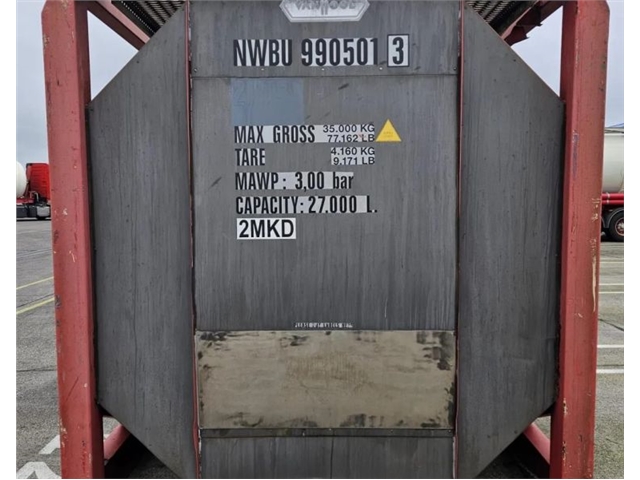 NWBU 990501 3
MAX GROSS 35.000 KG
77.162 LB
TARE 4.160 KG
9.171 LB
MAWP: 3,00 bar
CAPACITY: 27.000 L.
2MKD